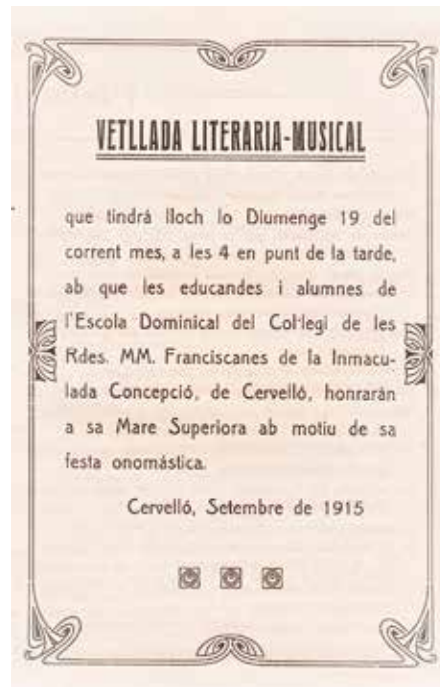 VETLLADA LITERARIA-MUSICAL
que tindrá lloch lo Diumenge 19 del
corrent mes, a les 4 en punt de la tarde,
ab que les educandes i alumnes de
l'Escola Dominical del Col·legi de les
Rdes. MM. Franciscanes de la Inmacu-
lada Concepció, de Cervelló, honrarán
a sa Mare Superiora ab motiu de sa
festa onomástica.
Cervelló, Setembre de 1915